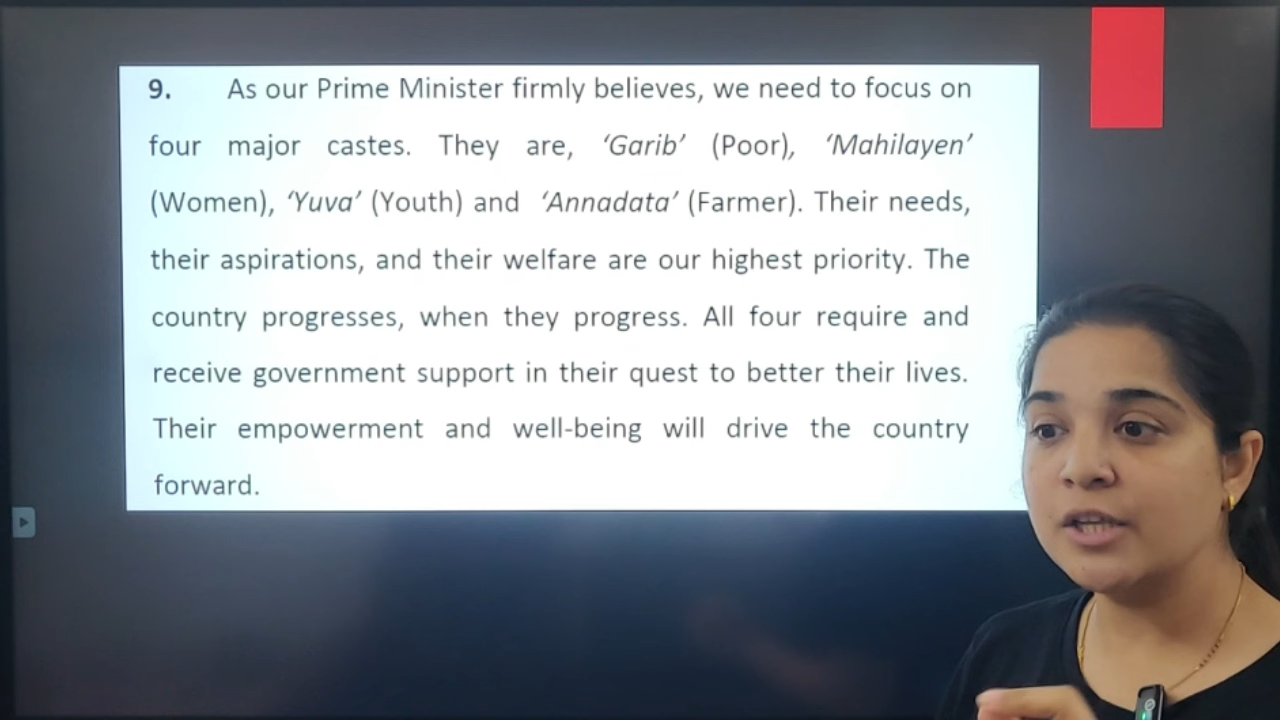 9. As our Prime Minister firmly believes, we need to focus on
four major castes. They are, ‘Garib’ (Poor), ‘Mahilayen’
(Women), ‘Yuva’ (Youth) and ‘Annadata’ (Farmer). Their needs,
their aspirations, and their welfare are our highest priority. The
country progresses, when they progress. All four require and
receive government support in their quest to better their lives.
Their empowerment and well-being will drive the country
forward.